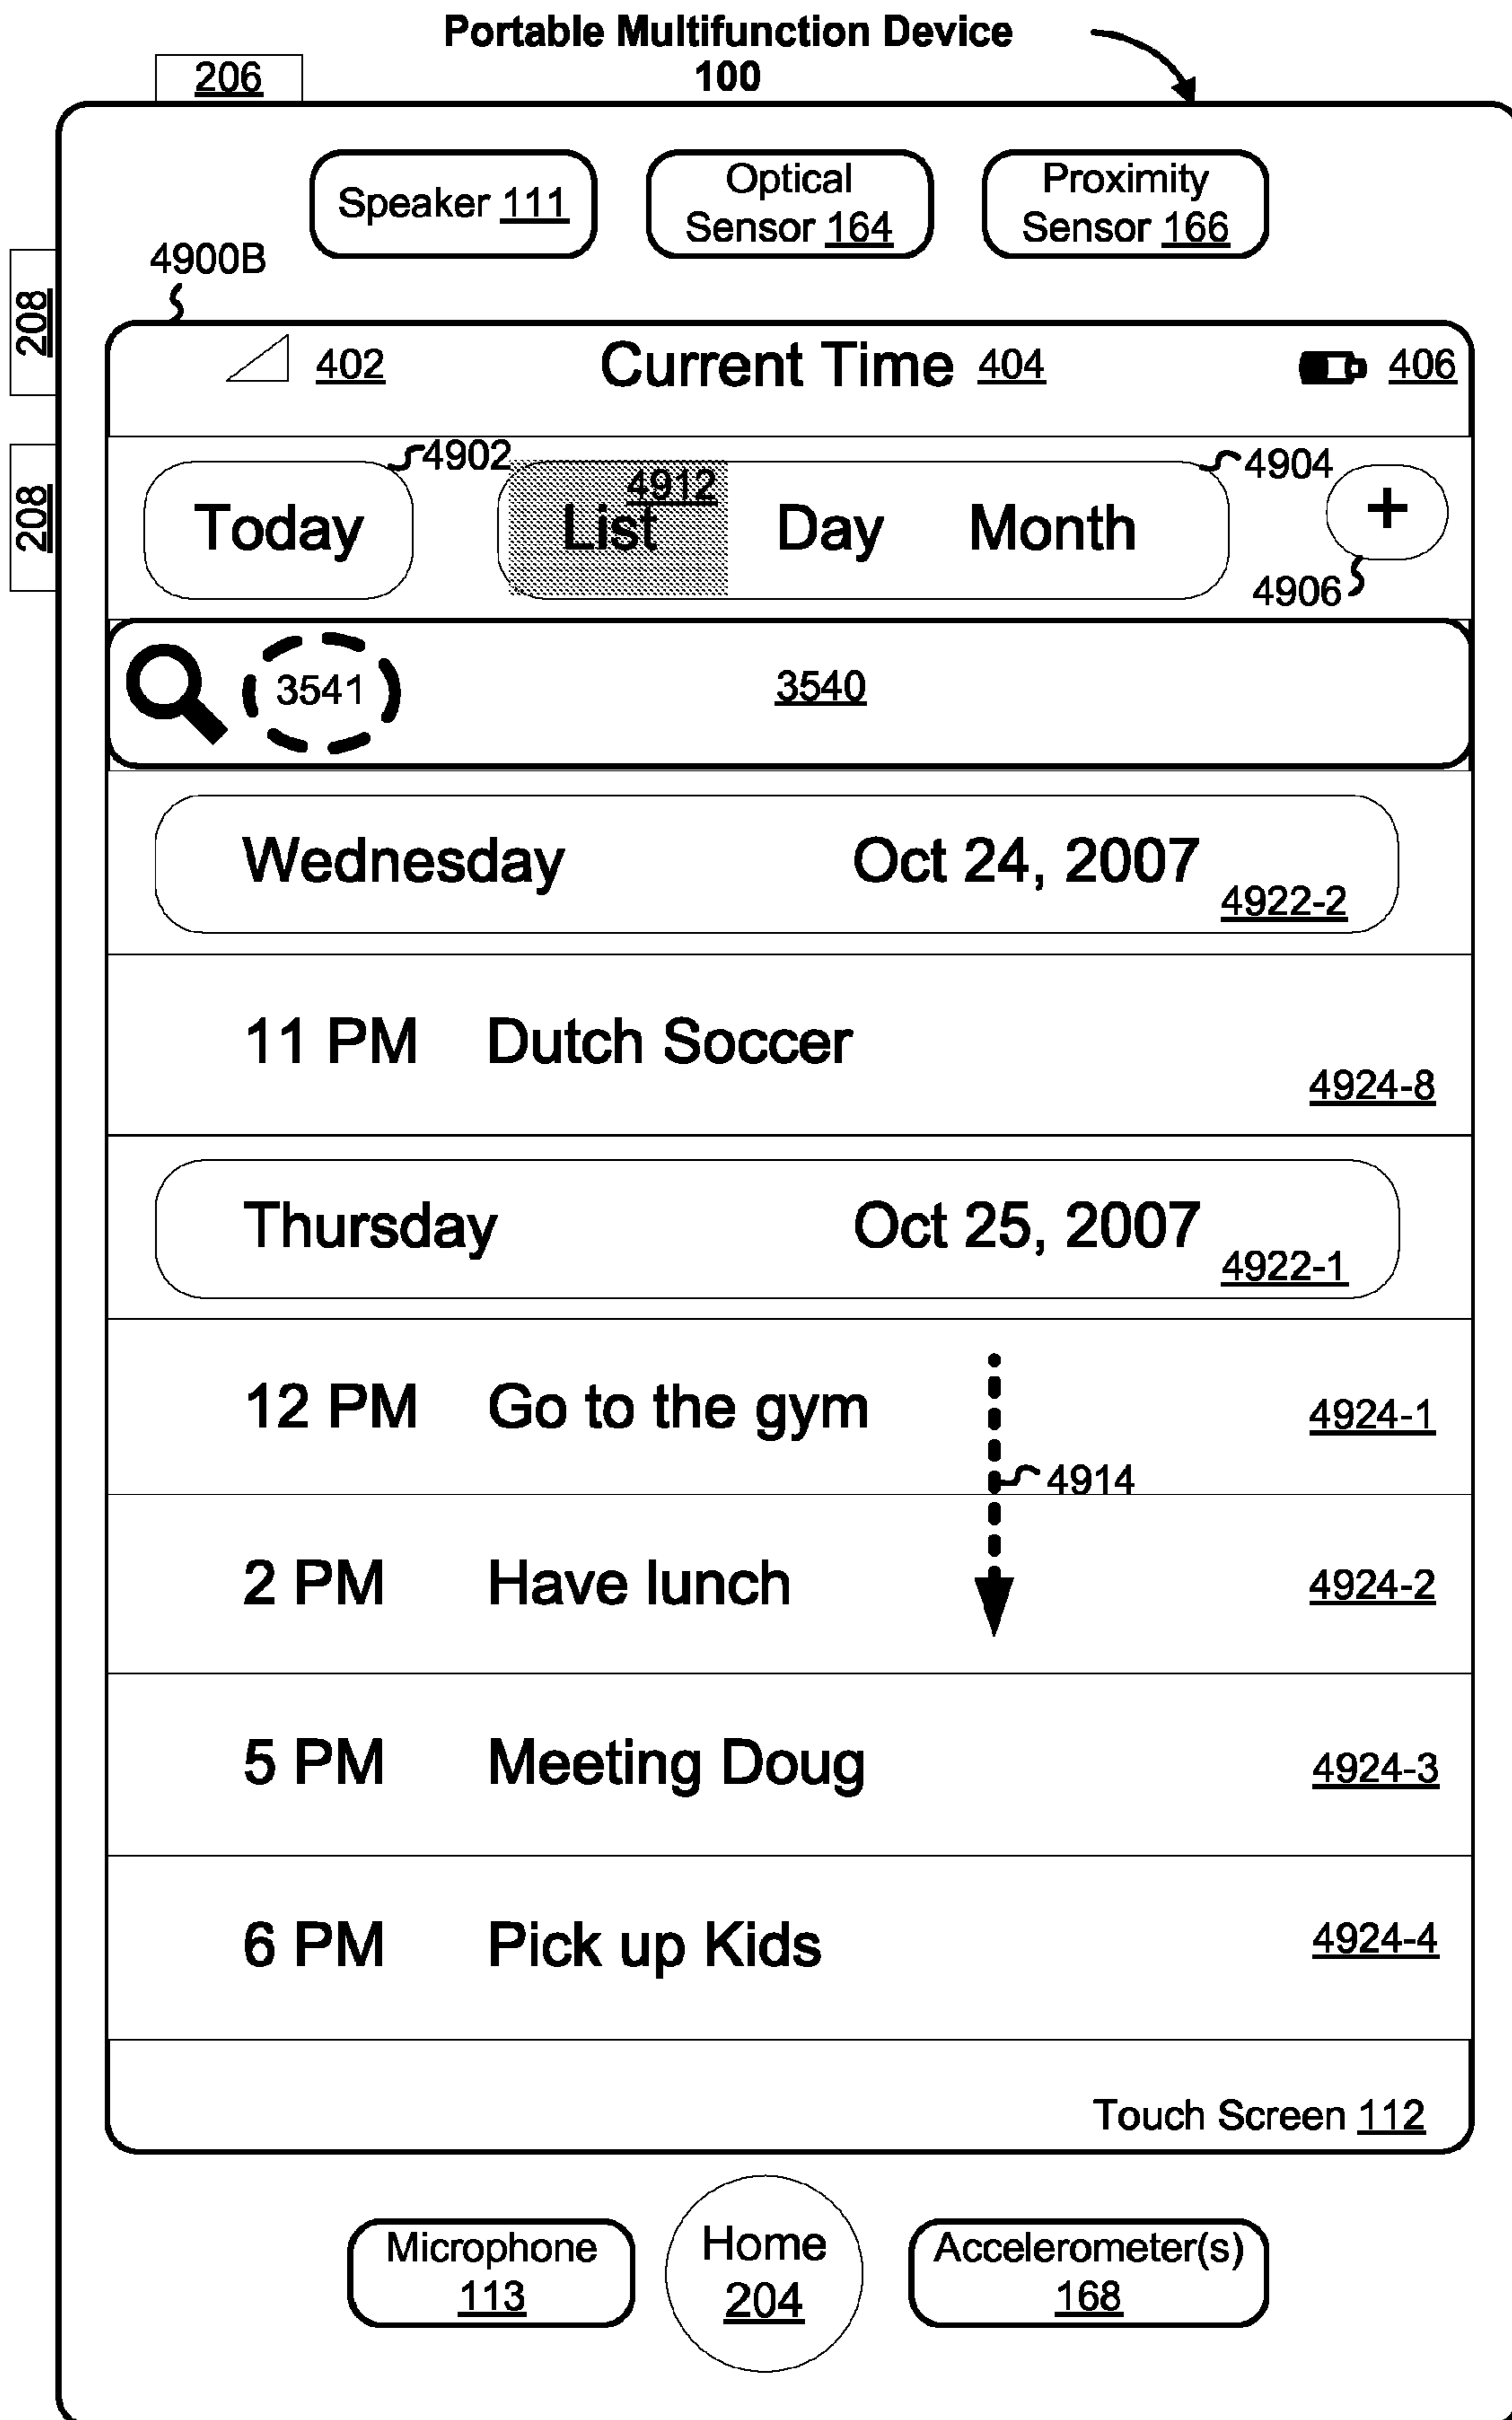 Portable Multifunction Device
100
206
Speaker 111
Optical
Sensor 164
Proximity
Sensor 166
4900B
208
208
402
Current Time 404
406
4902
4912
4904
Today
List
Day
Month
+
4906
3541
3540
Wednesday
Oct 24, 2007
4922-2
11 PM
Dutch Soccer
4924-8
Thursday
Oct 25, 2007
4922-1
12 PM
Go to the gym
4924-1
4914
2 PM
Have lunch
4924-2
5 PM
Meeting Doug
4924-3
6 PM
Pick up Kids
4924-4
Touch Screen 112
Microphone
113
Home
204
Accelerometer(s)
168